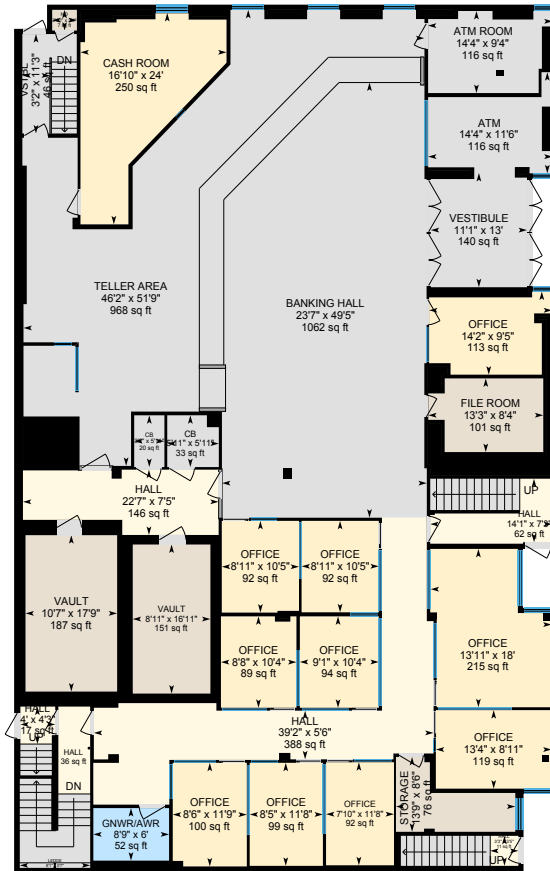 ATM ROOM
14'4" x 9'4"
116 sq ft
CASH ROOM
16'10" x 24'
250 sq ft
DN
VSTBL
3'2" x 11'3"
46 sq ft
ATM
14'4" x 11'6"
116 sq ft
VESTIBULE
11'1" x 13'
140 sq ft
TELLER AREA
46'2" x 51'9"
968 sq ft
BANKING HALL
23'7" x 49'5"
1062 sq ft
OFFICE
14'2" x 9'5"
113 sq ft
FILE ROOM
13'3" x 8'4"
101 sq ft
CB
20 sq ft
CB
5'11" x 5'11"
33 sq ft
HALL
22'7" x 7'5"
146 sq ft
UP
HALL
62 sq ft
OFFICE
8'11" x 10'5"
92 sq ft
OFFICE
8'11" x 10'5"
92 sq ft
VAULT
10'7" x 17'9"
187 sq ft
VAULT
8'11" x 16'11"
151 sq ft
OFFICE
8'8" x 10'4"
89 sq ft
OFFICE
9'1" x 10'4"
94 sq ft
OFFICE
13'11" x 18'
215 sq ft
HALL
4' x 4'3"
17 sq ft
UP
HALL
36 sq ft
DN
HALL
39'2" x 5'6"
388 sq ft
OFFICE
13'4" x 8'11"
119 sq ft
STORAGE
13'9" x 8'6"
76 sq ft
OFFICE
8'6" x 11'9"
100 sq ft
OFFICE
8'5" x 11'8"
99 sq ft
OFFICE
7'10" x 11'8"
92 sq ft
GNWR/AWR
8'9" x 6'
52 sq ft
UP